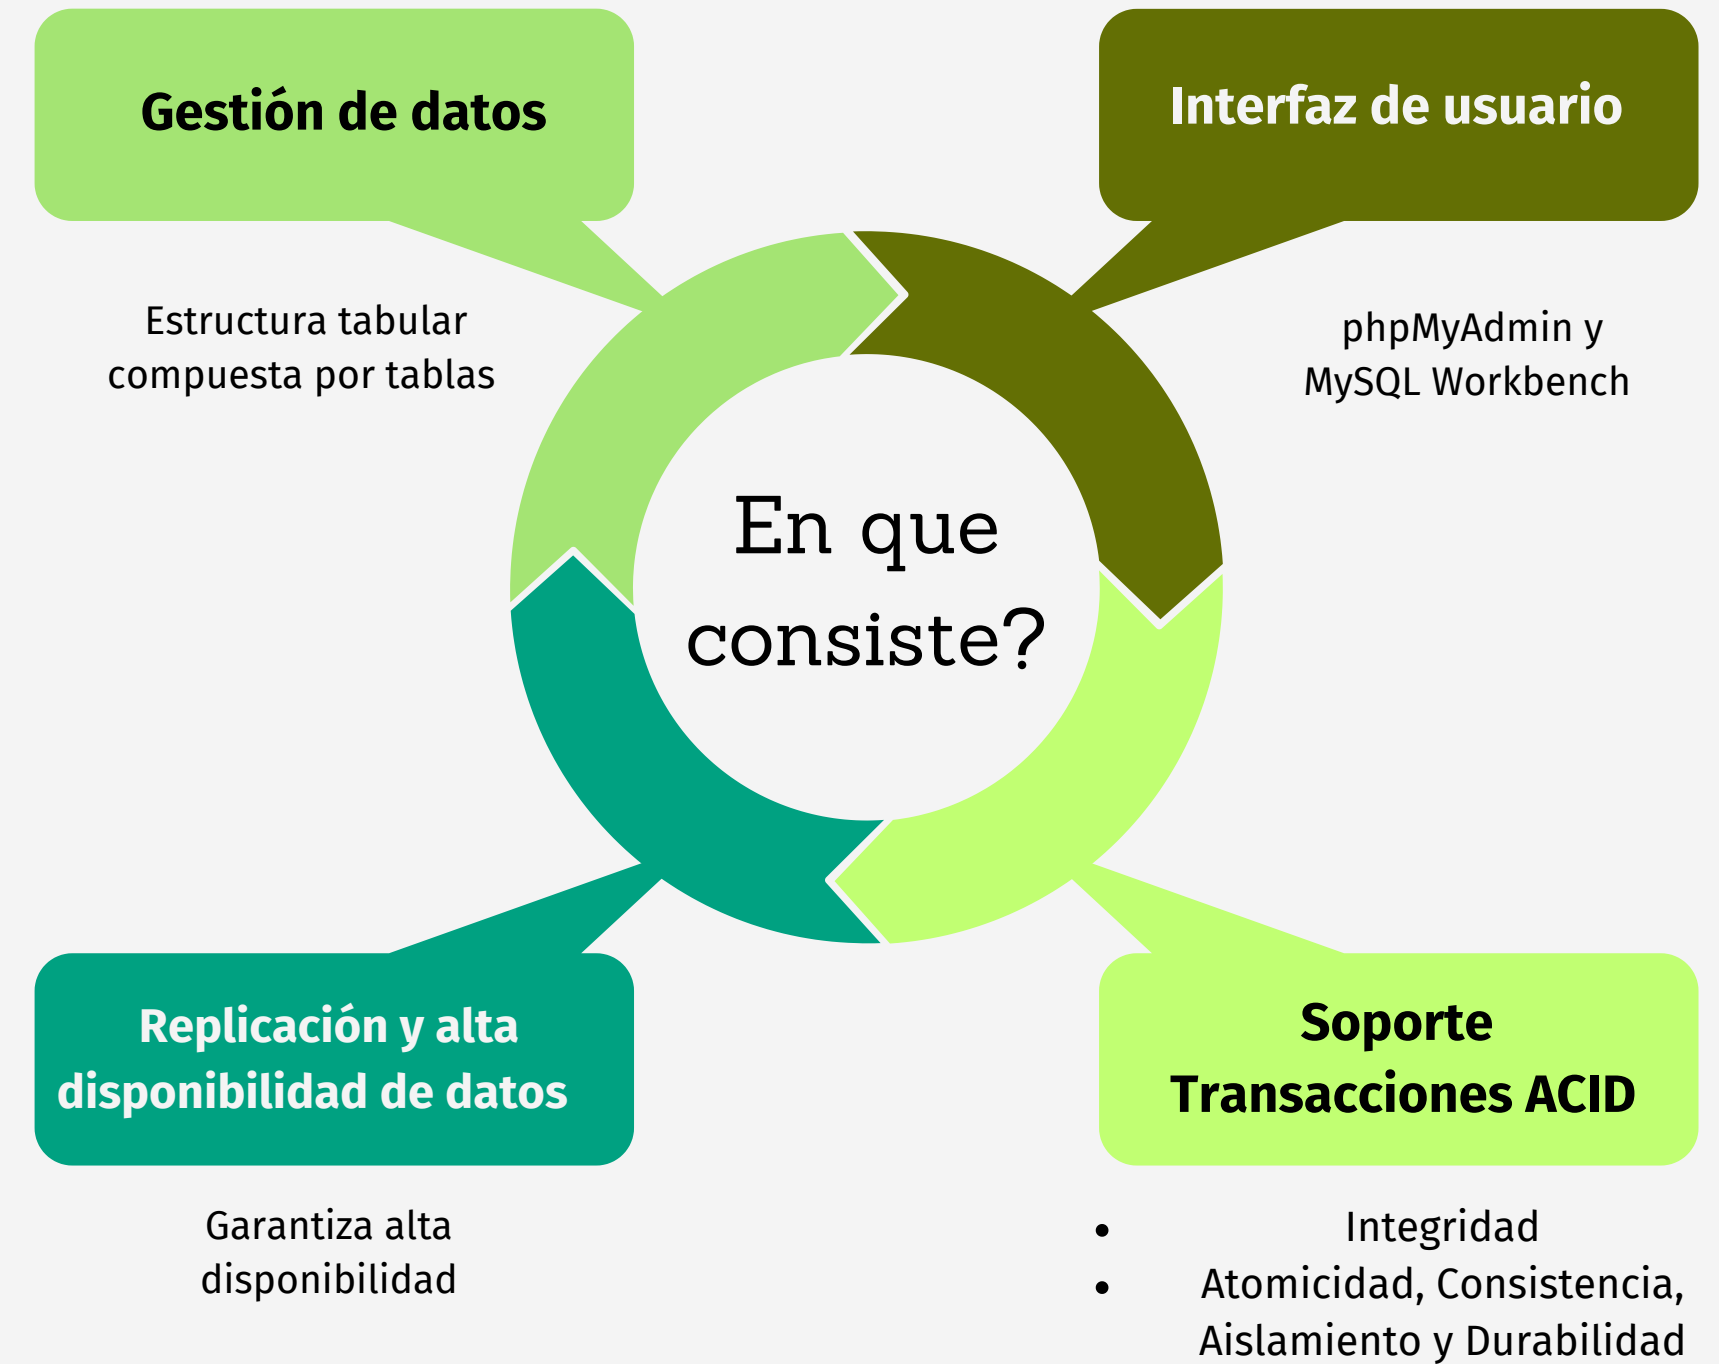 Gestión de datos
Estructura tabular
compuesta por tablas
Interfaz de usuario
phpMyAdmin y
MySQL Workbench
En que
consiste?
Replicación y alta
disponibilidad de datos
Garantiza alta
disponibilidad
Soporte
Transacciones ACID
• Integridad
• Atomicidad, Consistencia,
Aislamiento y Durabilidad